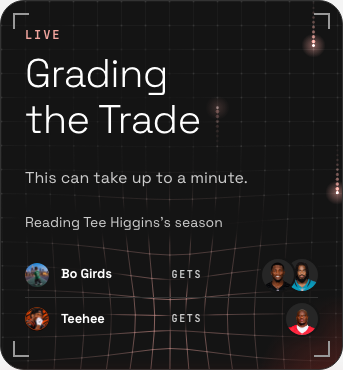 LIVE
Grading
the Trade
This can take up to a minute.
Reading Tee Higgins's season
Bo Girds GETS
Teehee GETS